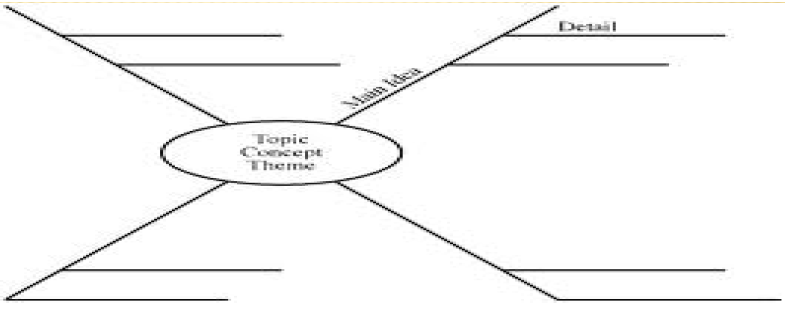 Detail
Main idea
Topic
Concept
Theme